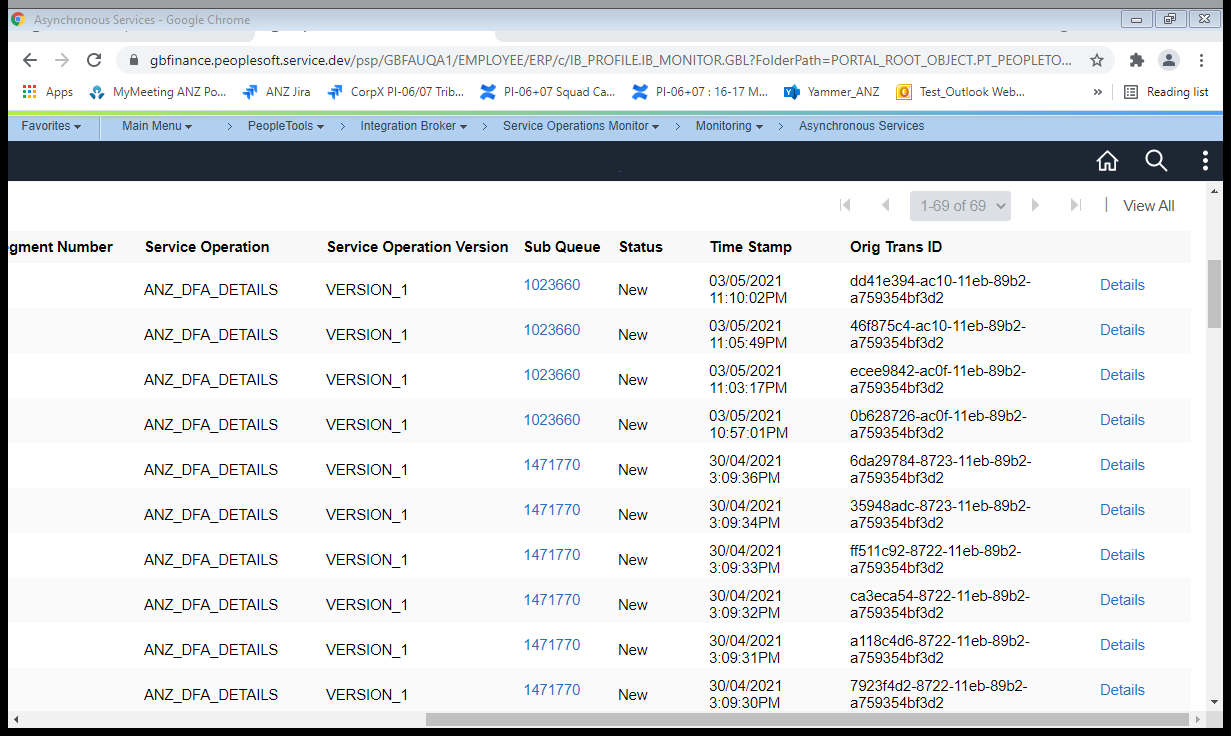 Asynchronous Services - Google Chrome
gbfinance.peoplesoft.service.dev/psp/GBFAUQA1/EMPLOYEE/ERP/c/IB_PROFILE.IB_MONITOR.GBL?FolderPath=PORTAL_ROOT_OBJECT.PT_PEOPLETO...
Apps MyMeeting ANZ Po... ANZ Jira CorpX PI-06/07 Trib... PI-06+07 Squad Ca... PI-06+07 : 16-17 M... Yammer_ANZ Test_Outlook Web... » Reading list
Favorites Main Menu > PeopleTools > Integration Broker > Service Operations Monitor > Monitoring > Asynchronous Services
1-69 of 69 | View All
egment Number Service Operation Service Operation Version Sub Queue Status Time Stamp Orig Trans ID
ANZ_DFA_DETAILS VERSION_1 1023660 New 03/05/2021 11:10:02PM dd41e394-ac10-11eb-89b2-a759354bf3d2 Details
ANZ_DFA_DETAILS VERSION_1 1023660 New 03/05/2021 11:05:49PM 46f875c4-ac10-11eb-89b2-a759354bf3d2 Details
ANZ_DFA_DETAILS VERSION_1 1023660 New 03/05/2021 11:03:17PM ecee9842-ac0f-11eb-89b2-a759354bf3d2 Details
ANZ_DFA_DETAILS VERSION_1 1023660 New 03/05/2021 10:57:01PM 0b628726-ac0f-11eb-89b2-a759354bf3d2 Details
ANZ_DFA_DETAILS VERSION_1 1471770 New 30/04/2021 3:09:36PM 6da29784-8723-11eb-89b2-a759354bf3d2 Details
ANZ_DFA_DETAILS VERSION_1 1471770 New 30/04/2021 3:09:34PM 35948adc-8723-11eb-89b2-a759354bf3d2 Details
ANZ_DFA_DETAILS VERSION_1 1471770 New 30/04/2021 3:09:33PM ff511c92-8722-11eb-89b2-a759354bf3d2 Details
ANZ_DFA_DETAILS VERSION_1 1471770 New 30/04/2021 3:09:32PM ca3eca54-8722-11eb-89b2-a759354bf3d2 Details
ANZ_DFA_DETAILS VERSION_1 1471770 New 30/04/2021 3:09:31PM a118c4d6-8722-11eb-89b2-a759354bf3d2 Details
ANZ_DFA_DETAILS VERSION_1 1471770 New 30/04/2021 3:09:30PM 7923f4d2-8722-11eb-89b2-a759354bf3d2 Details